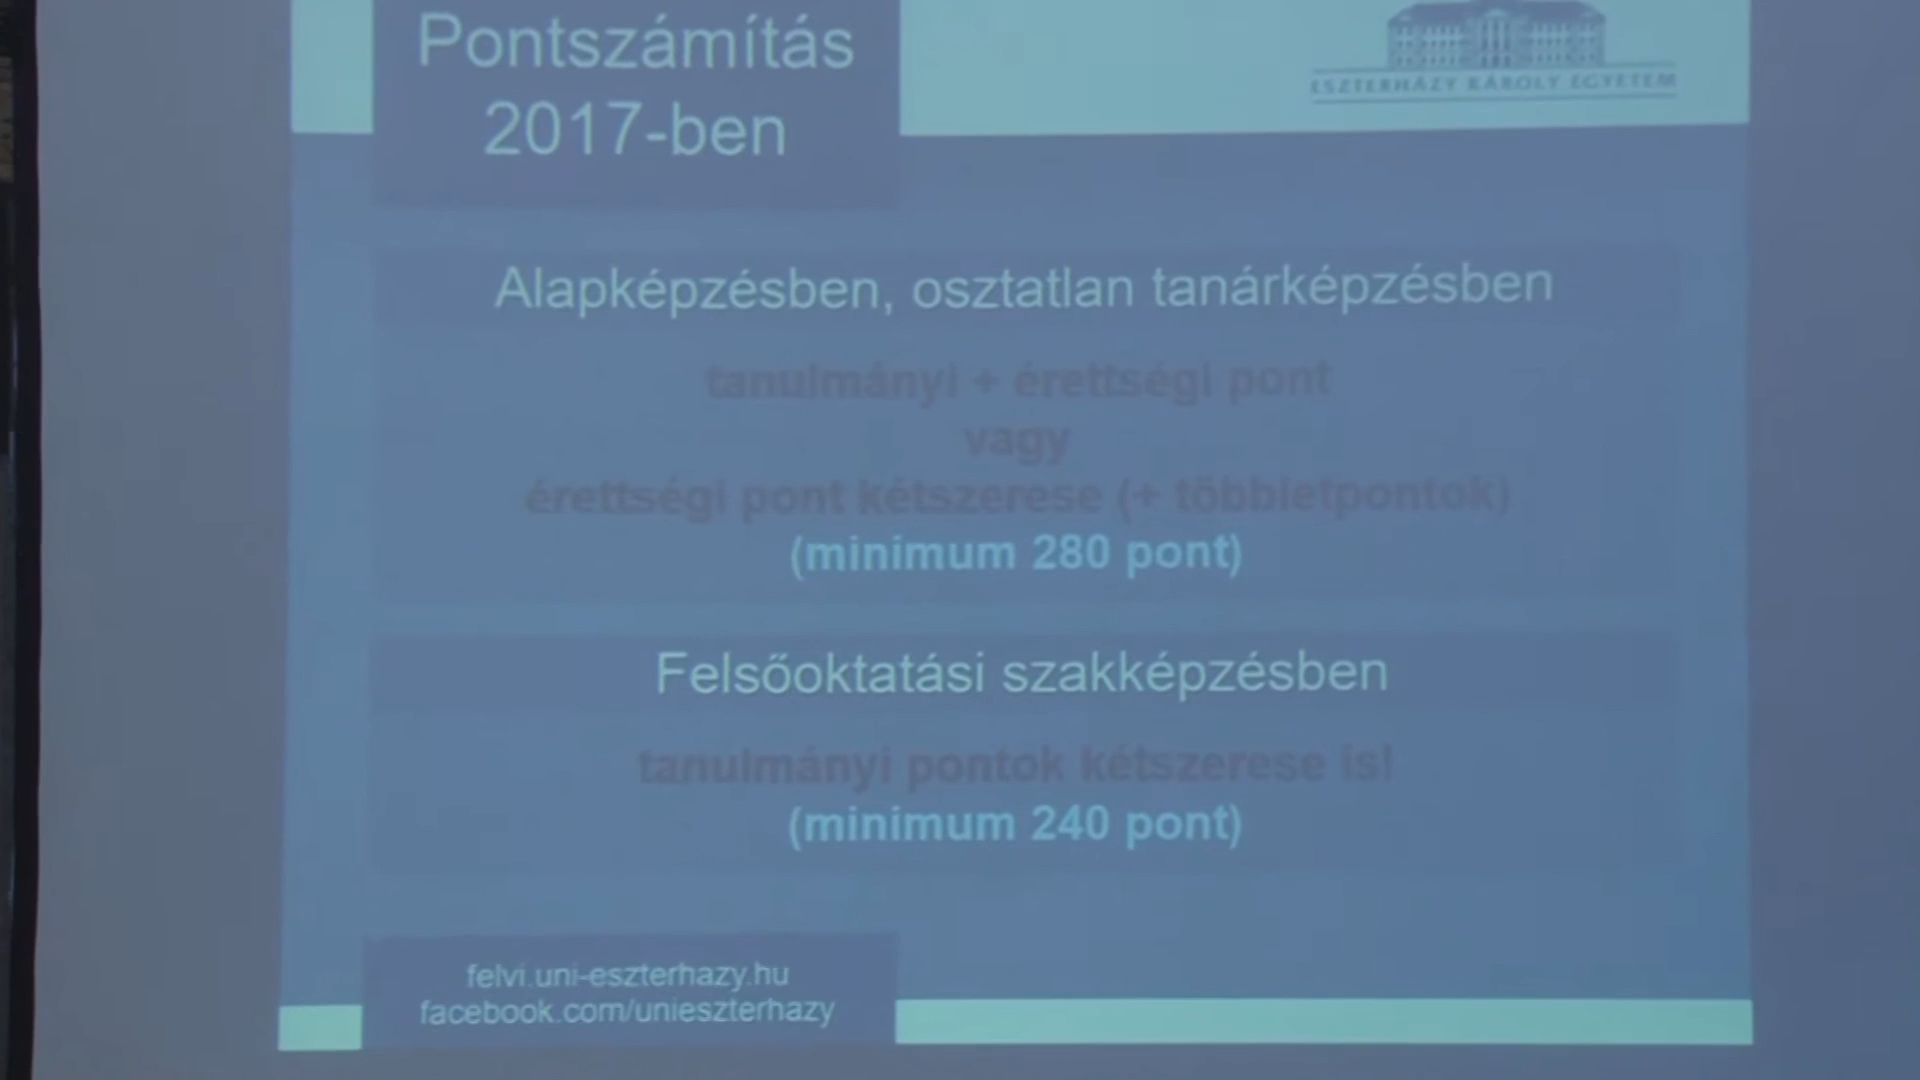 Pontszámítás
2017-ben
ESZTERHÁZY KÁROLY EGYETEM
Alapképzésben, osztatlan tanárképzésben
tanulmányi + érettségi pont
vagy
érettségi pont kétszerese (+ többletpontok)
(minimum 280 pont)
Felsőoktatási szakképzésben
tanulmányi pontok kétszerese is!
(minimum 240 pont)
felvi.uni-eszterhazy.hu
facebook.com/unieszterhazy